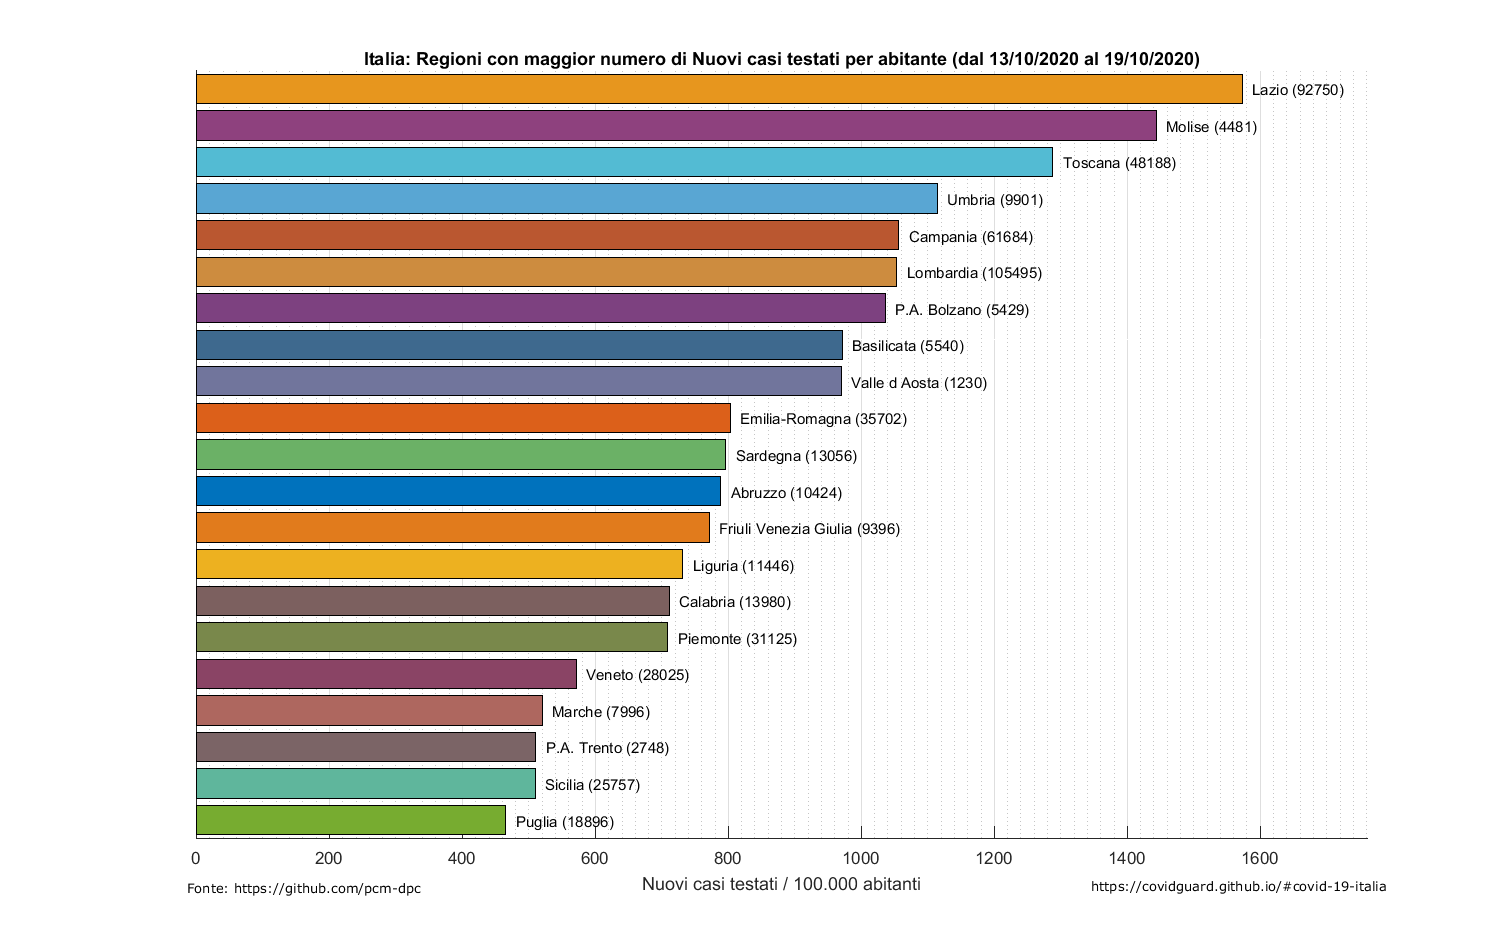 Italia: Regioni con maggior numero di Nuovi casi testati per abitante (dal 13/10/2020 al 19/10/2020)
Lazio (92750)
Molise (4481)
Toscana (48188)
Umbria (9901)
Campania (61684)
Lombardia (105495)
P.A. Bolzano (5429)
Basilicata (5540)
Valle d Aosta (1230)
Emilia-Romagna (35702)
Sardegna (13056)
Abruzzo (10424)
Friuli Venezia Giulia (9396)
Liguria (11446)
Calabria (13980)
Piemonte (31125)
Veneto (28025)
Marche (7996)
P.A. Trento (2748)
Sicilia (25757)
Puglia (18896)
0 200 400 600 800 1000 1200 1400 1600
Nuovi casi testati / 100.000 abitanti
Fonte: https://github.com/pcm-dpc
https://covidguard.github.io/#covid-19-italia